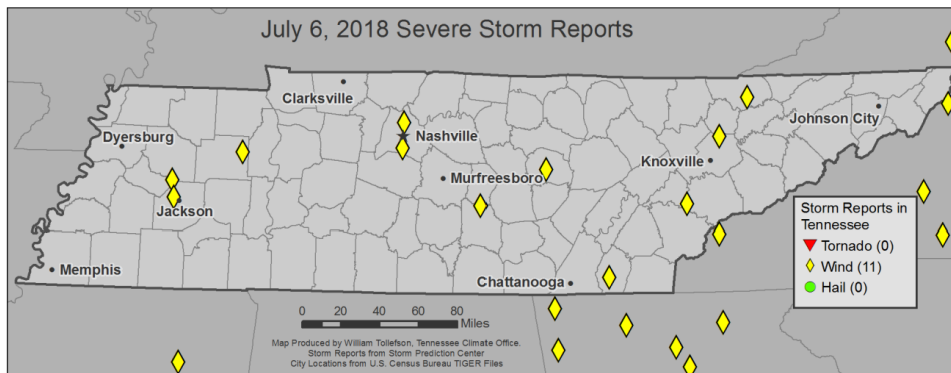 July 6, 2018 Severe Storm Reports
Clarksville
Dyersburg
Nashville
Johnson City
Knoxville
Murfreesboro
Jackson
Memphis
Chattanooga
Storm Reports in
Tennessee
Tornado (0)
Wind (11)
Hail (0)
0 20 40 60 80
Miles
Map Produced by William Tollefson, Tennessee Climate Office.
Storm Reports from Storm Prediction Center
City Locations from U.S. Census Bureau TIGER Files